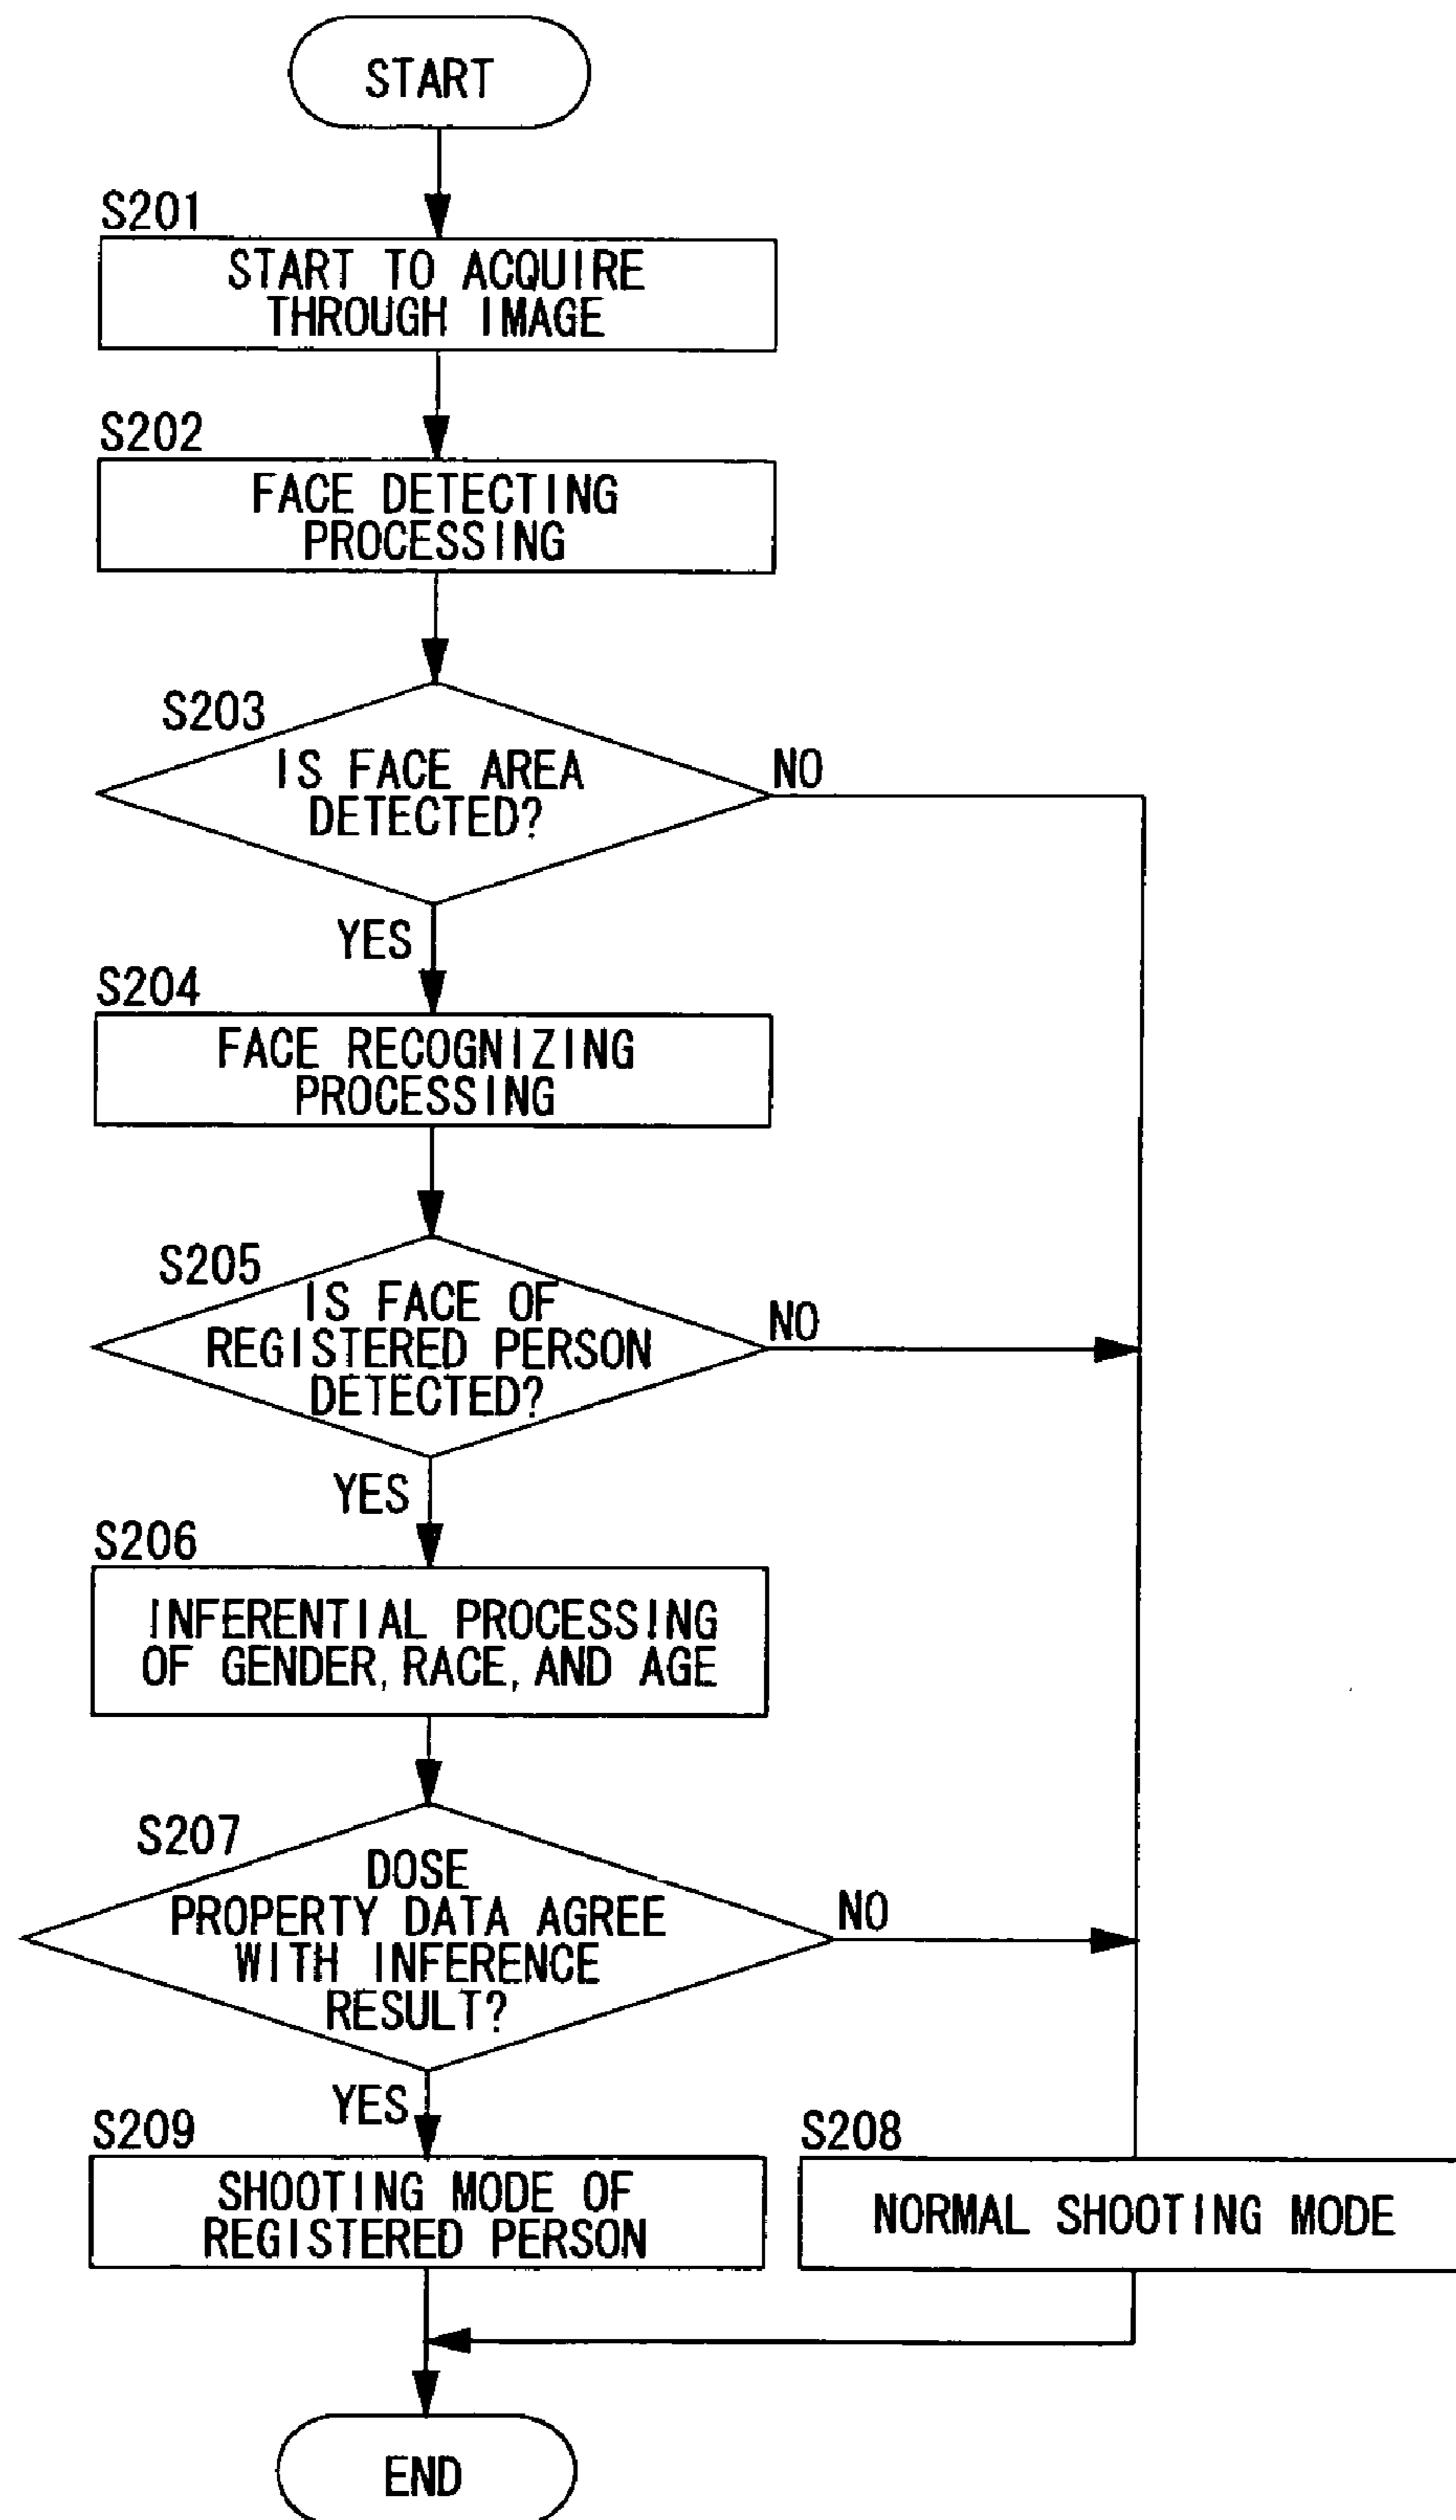 START
S201
START TO ACQUIRE
THROUGH IMAGE
S202
FACE DETECTING
PROCESSING
S203
IS FACE AREA
DETECTED?
NO
YES
S204
FACE RECOGNIZING
PROCESSING
S205
IS FACE OF
REGISTERED PERSON
DETECTED?
NO
YES
S206
INFERENTIAL PROCESSING
OF GENDER, RACE, AND AGE
S207
DOSE
PROPERTY DATA AGREE
WITH INFERENCE
RESULT?
NO
YES
S209
SHOOTING MODE OF
REGISTERED PERSON
S208
NORMAL SHOOTING MODE
END